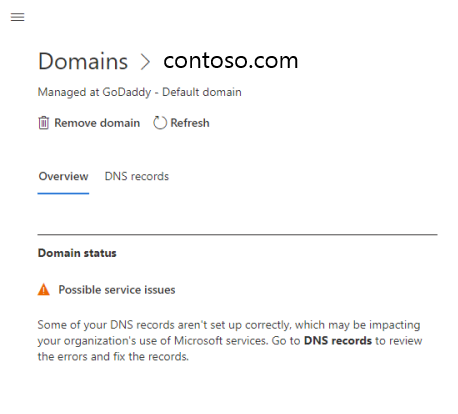 Domains > contoso.com
Managed at GoDaddy - Default domain
Remove domain Refresh
Overview DNS records
Domain status
Possible service issues
Some of your DNS records aren't set up correctly, which may be impacting
your organization's use of Microsoft services. Go to DNS records to review
the errors and fix the records.